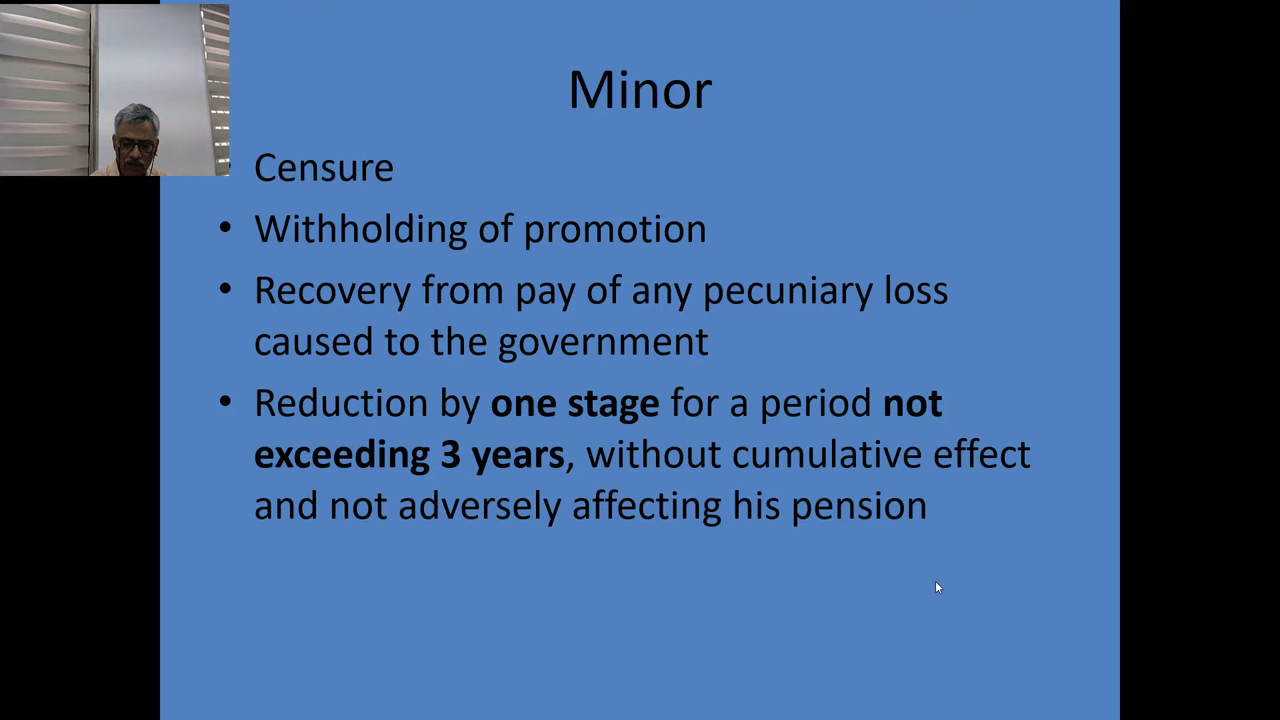 Minor
Censure
• Withholding of promotion
• Recovery from pay of any pecuniary loss
caused to the government
• Reduction by one stage for a period not
exceeding 3 years, without cumulative effect
and not adversely affecting his pension